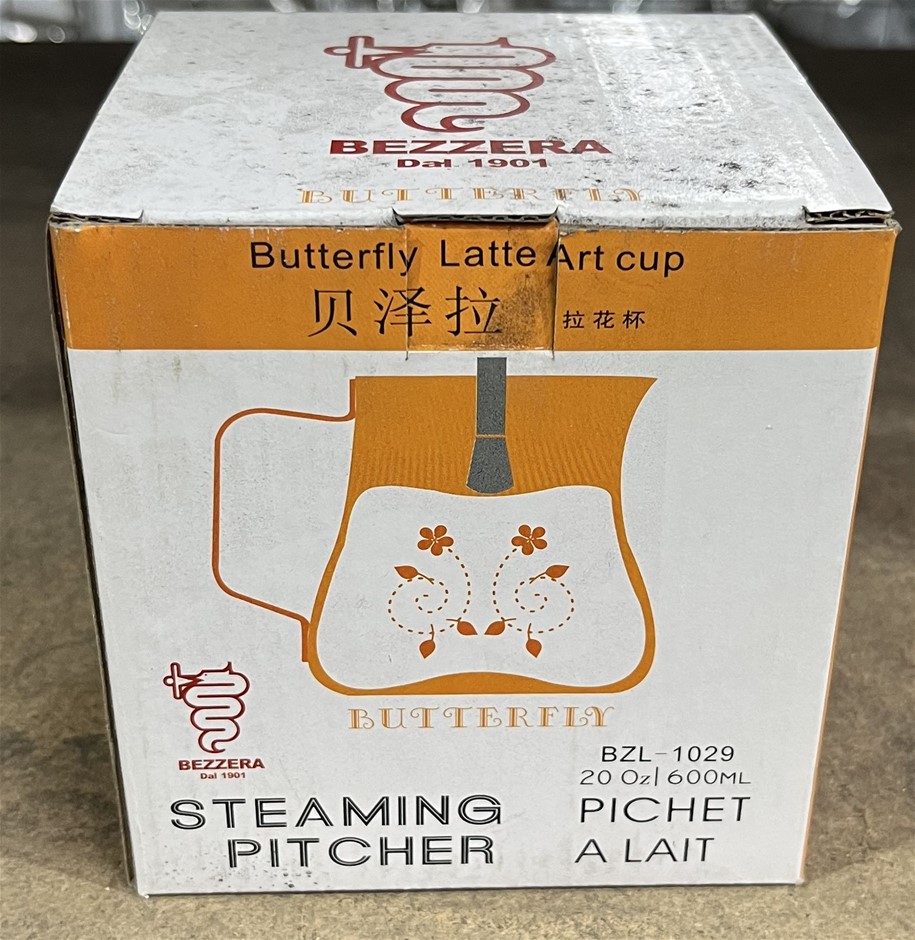 BEZZERA
Dal 1901
BUTTERFLY
Butterfly Latte Art cup
贝泽拉 拉花杯
BUTTERFLY
BEZZERA
Dal 1901
BZL-1029
20 Oz| 600ML
STEAMING
PITCHER
PICHET
A LAIT